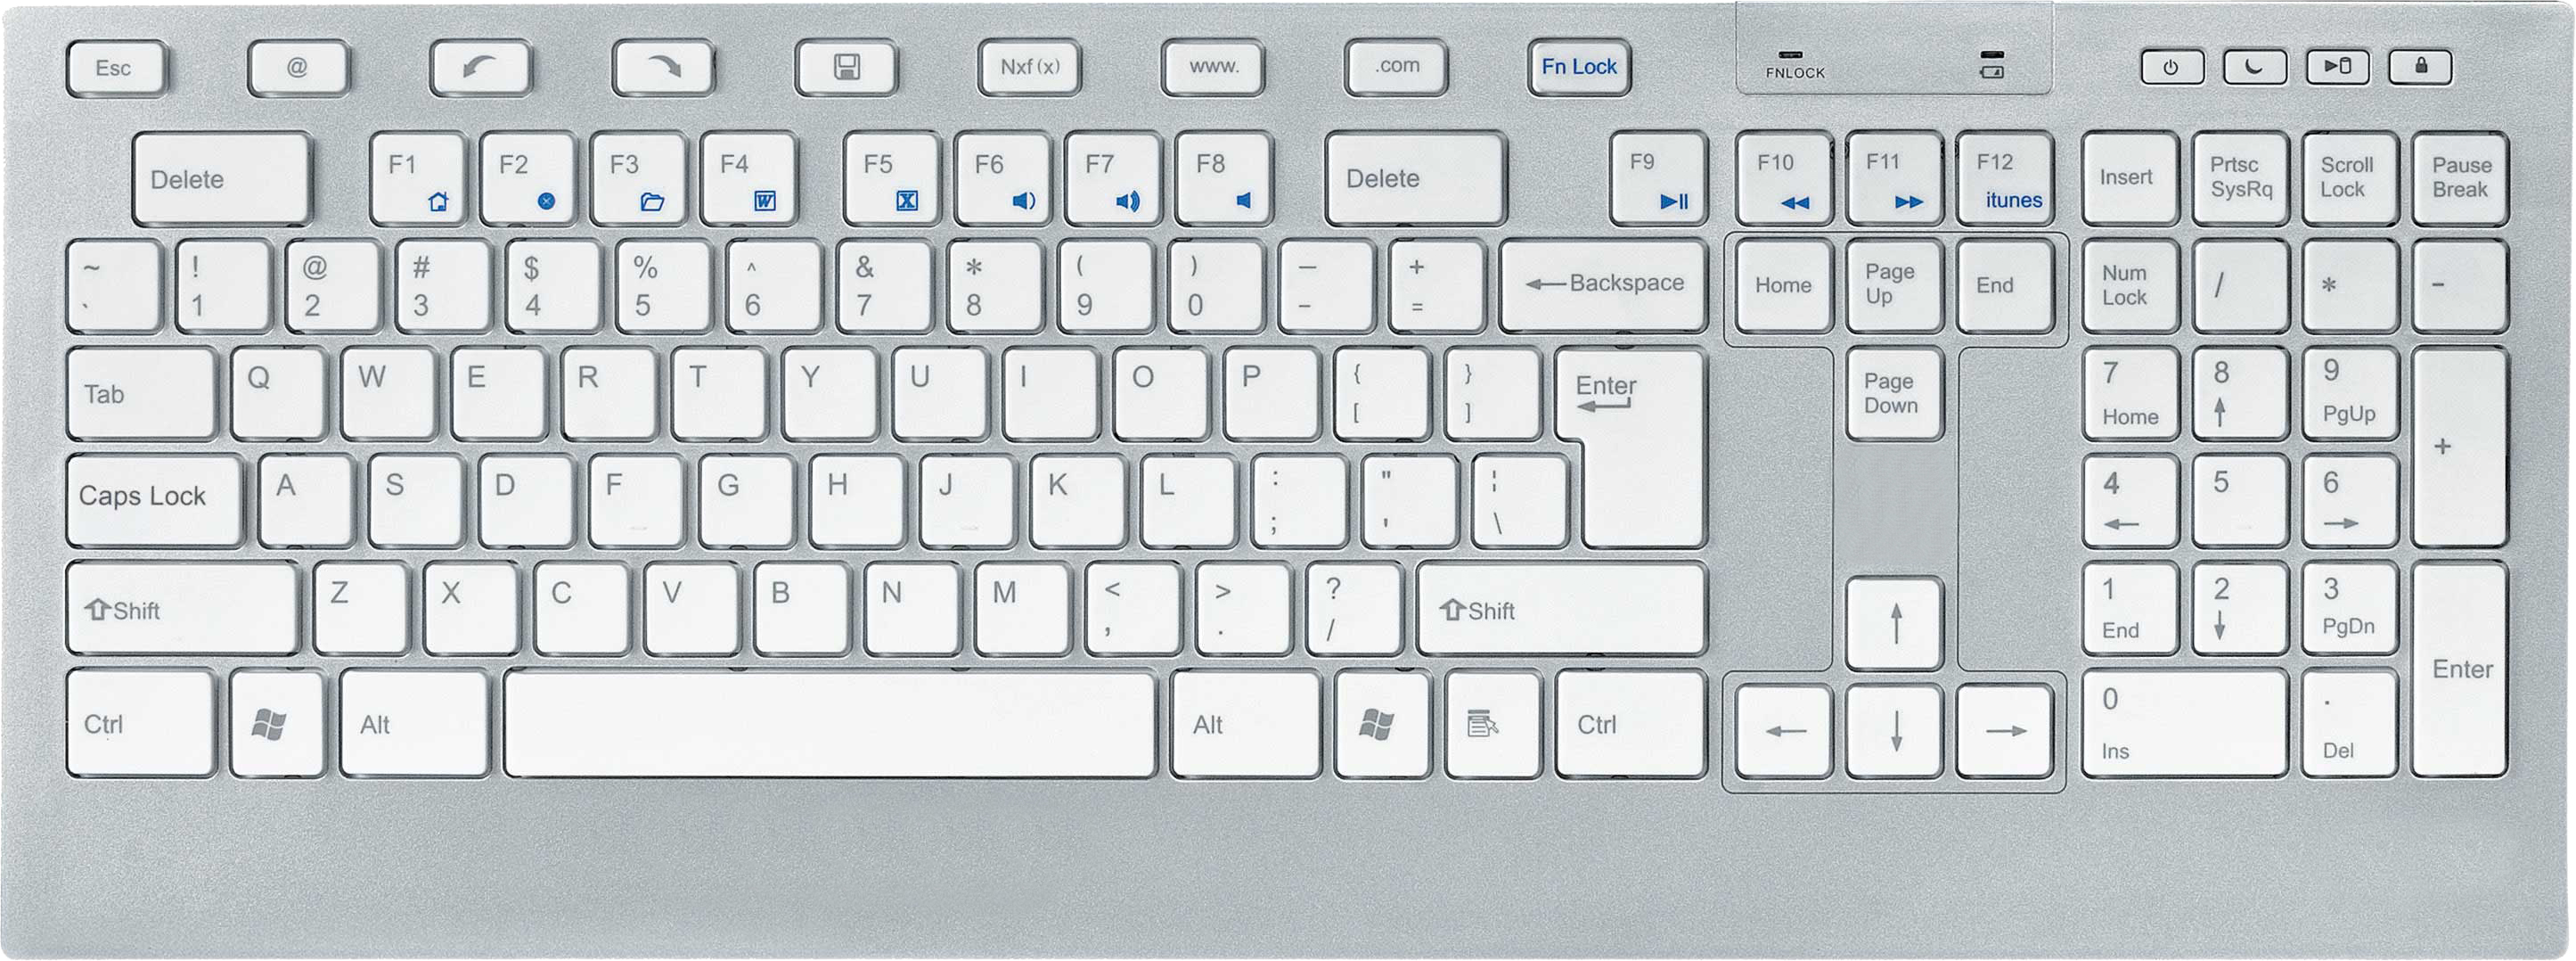 Esc @ Nxf (x) www. .com Fn Lock FNLOCK
Delete F1 F2 F3 F4 W F5 X F6 F7 F8 Delete F9 F10 F11 F12 itunes Insert Prtsc SysRq Scroll Lock Pause Break
~ ` ! 1 @ 2 # 3 $ 4 % 5 ^ 6 & 7 * 8 ( 9 ) 0 — - + = ←Backspace Home Page Up End Num Lock / * -
Tab Q W E R T Y U I O P { [ } ] Enter Page Down 7 Home 8 ↑ 9 PgUp +
Caps Lock A S D F G H J K L : ; " ' ¦ \ 4 ← 5 6 →
⇧Shift Z X C V B N M < , > . ? / ⇧Shift ↑ 1 End 2 ↓ 3 PgDn Enter
Ctrl Alt Alt Ctrl ← ↓ → 0 Ins . Del